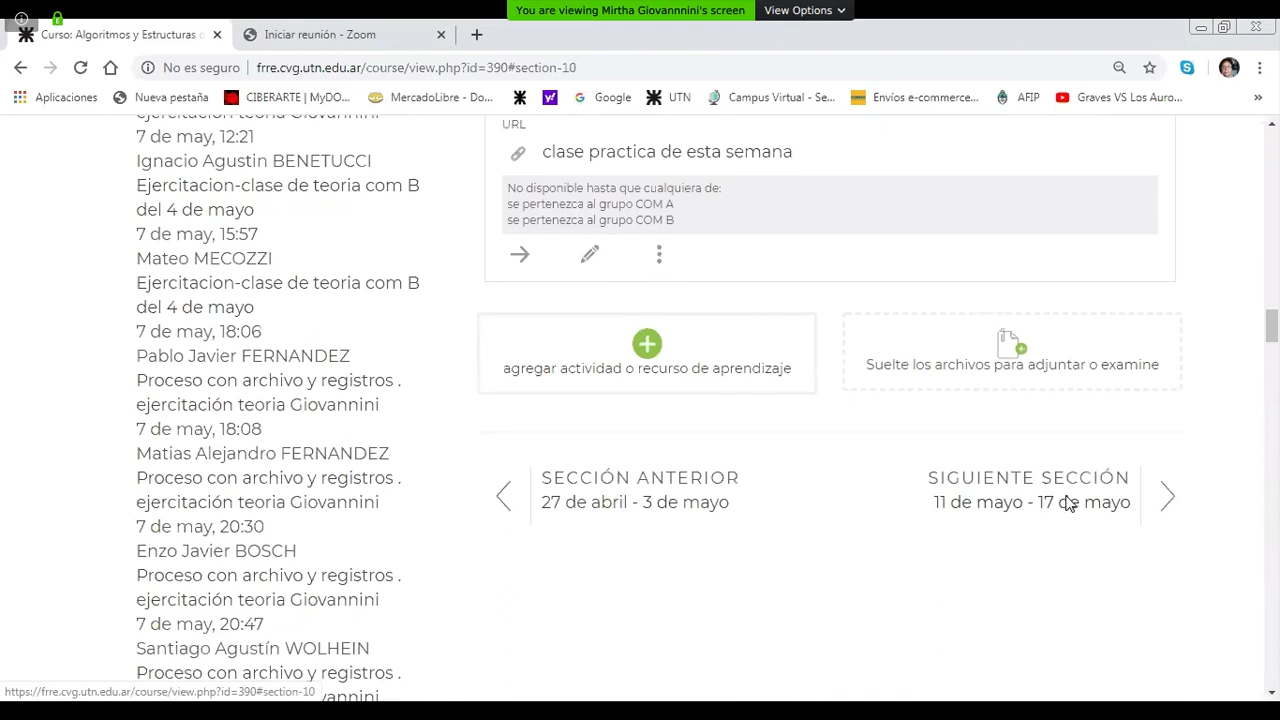 You are viewing Mirtha Giovannnini's screen
View Options
Curso: Algoritmos y Estructuras
Iniciar reunión - Zoom
No es seguro
frre.cvg.utn.edu.ar/course/view.php?id=390#section-10
Aplicaciones
Nueva pestaña
CIBERARTE (MyDO...
MercadoLibre - Do...
Google
UTN
Campus Virtual - Se...
Envíos e-commerce...
AFIP
Graves VS Los Auro...
»
ejercitación teoria Giovannini
7 de may, 12:21
Ignacio Agustin BENETUCCI
Ejercitacion-clase de teoria com B
del 4 de mayo
7 de may, 15:57
Mateo MECOZZI
Ejercitacion-clase de teoria com B
del 4 de mayo
7 de may, 18:06
Pablo Javier FERNANDEZ
Proceso con archivo y registros .
ejercitación teoria Giovannini
7 de may, 18:08
Matias Alejandro FERNANDEZ
Proceso con archivo y registros .
ejercitación teoria Giovannini
7 de may, 20:30
Enzo Javier BOSCH
Proceso con archivo y registros .
ejercitación teoria Giovannini
7 de may, 20:47
Santiago Agustín WOLHEIN
Proceso con archivo y registros .
URL
clase practica de esta semana
No disponible hasta que cualquiera de:
se pertenezca al grupo COM A
se pertenezca al grupo COM B
agregar actividad o recurso de aprendizaje
Suelte los archivos para adjuntar o examine
SECCIÓN ANTERIOR
27 de abril - 3 de mayo
SIGUIENTE SECCIÓN
11 de mayo - 17 de mayo
https://frre.cvg.utn.edu.ar/course/view.php?id=390#section-10